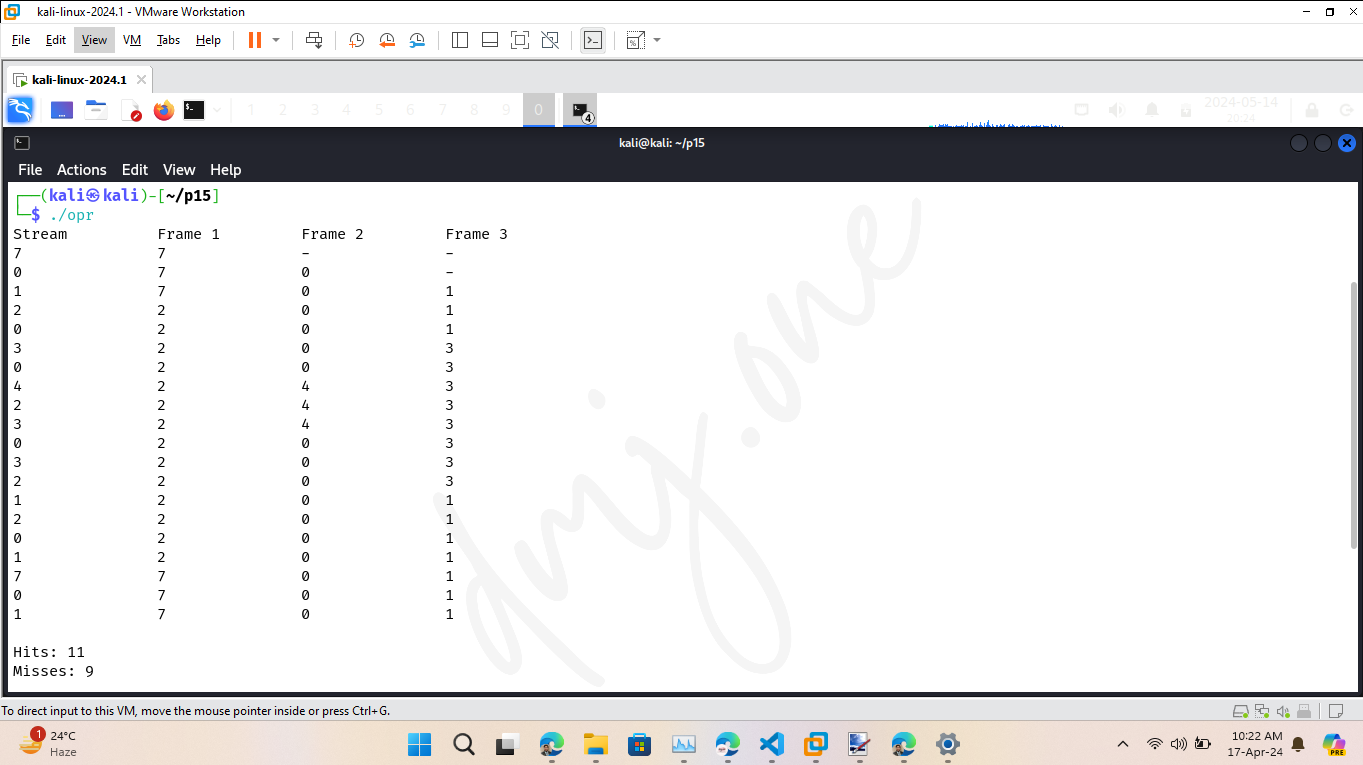 kali-linux-2024.1 - VMware Workstation
File Edit View VM Tabs Help
kali-linux-2024.1
1 2 3 4 5 6 7 8 9 0 4 2024-05-14
20:24
kali@kali: ~/p15
File Actions Edit View Help
┌──(kali㉿kali)-[~/p15]
└─$ ./opr
Stream Frame 1 Frame 2 Frame 3
7 7 - -
0 7 0 -
1 7 0 1
2 2 0 1
0 2 0 1
3 2 0 3
0 2 0 3
4 2 4 3
2 2 4 3
3 2 4 3
0 2 0 3
3 2 0 3
2 2 0 3
1 2 0 1
2 2 0 1
0 2 0 1
1 2 0 1
7 7 0 1
0 7 0 1
1 7 0 1
Hits: 11
Misses: 9
dmj.one
To direct input to this VM, move the mouse pointer inside or press Ctrl+G.
1 24°C
Haze
10:22 AM
17-Apr-24
PRE